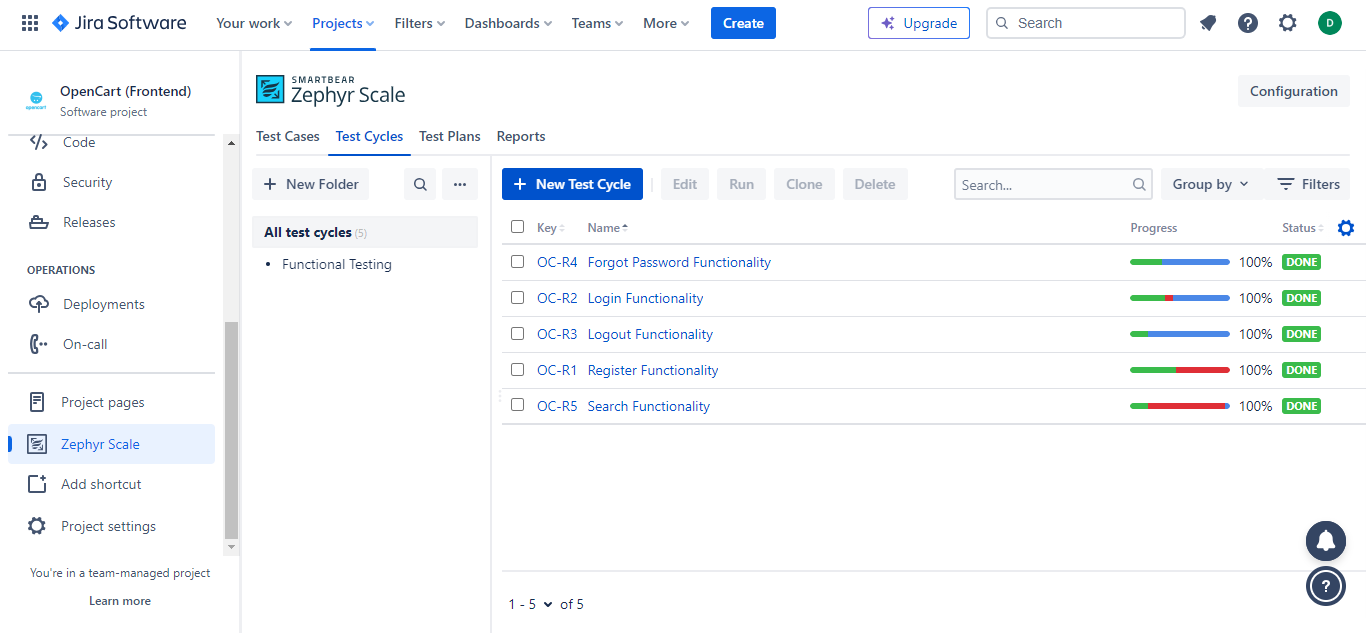 Jira Software Your work Projects Filters Dashboards Teams More Create Upgrade Search D
OpenCart (Frontend)
Software project
opencart
Code
Security
Releases
OPERATIONS
Deployments
On-call
Project pages
Zephyr Scale
Add shortcut
Project settings
You're in a team-managed project
Learn more
SMARTBEAR
Zephyr Scale
Configuration
Test Cases Test Cycles Test Plans Reports
+ New Folder ...
All test cycles (5)
• Functional Testing
+ New Test Cycle Edit Run Clone Delete Search... Group by Filters
Key Name Progress Status
OC-R4 Forgot Password Functionality 100% DONE
OC-R2 Login Functionality 100% DONE
OC-R3 Logout Functionality 100% DONE
OC-R1 Register Functionality 100% DONE
OC-R5 Search Functionality 100% DONE
1 - 5 of 5
?